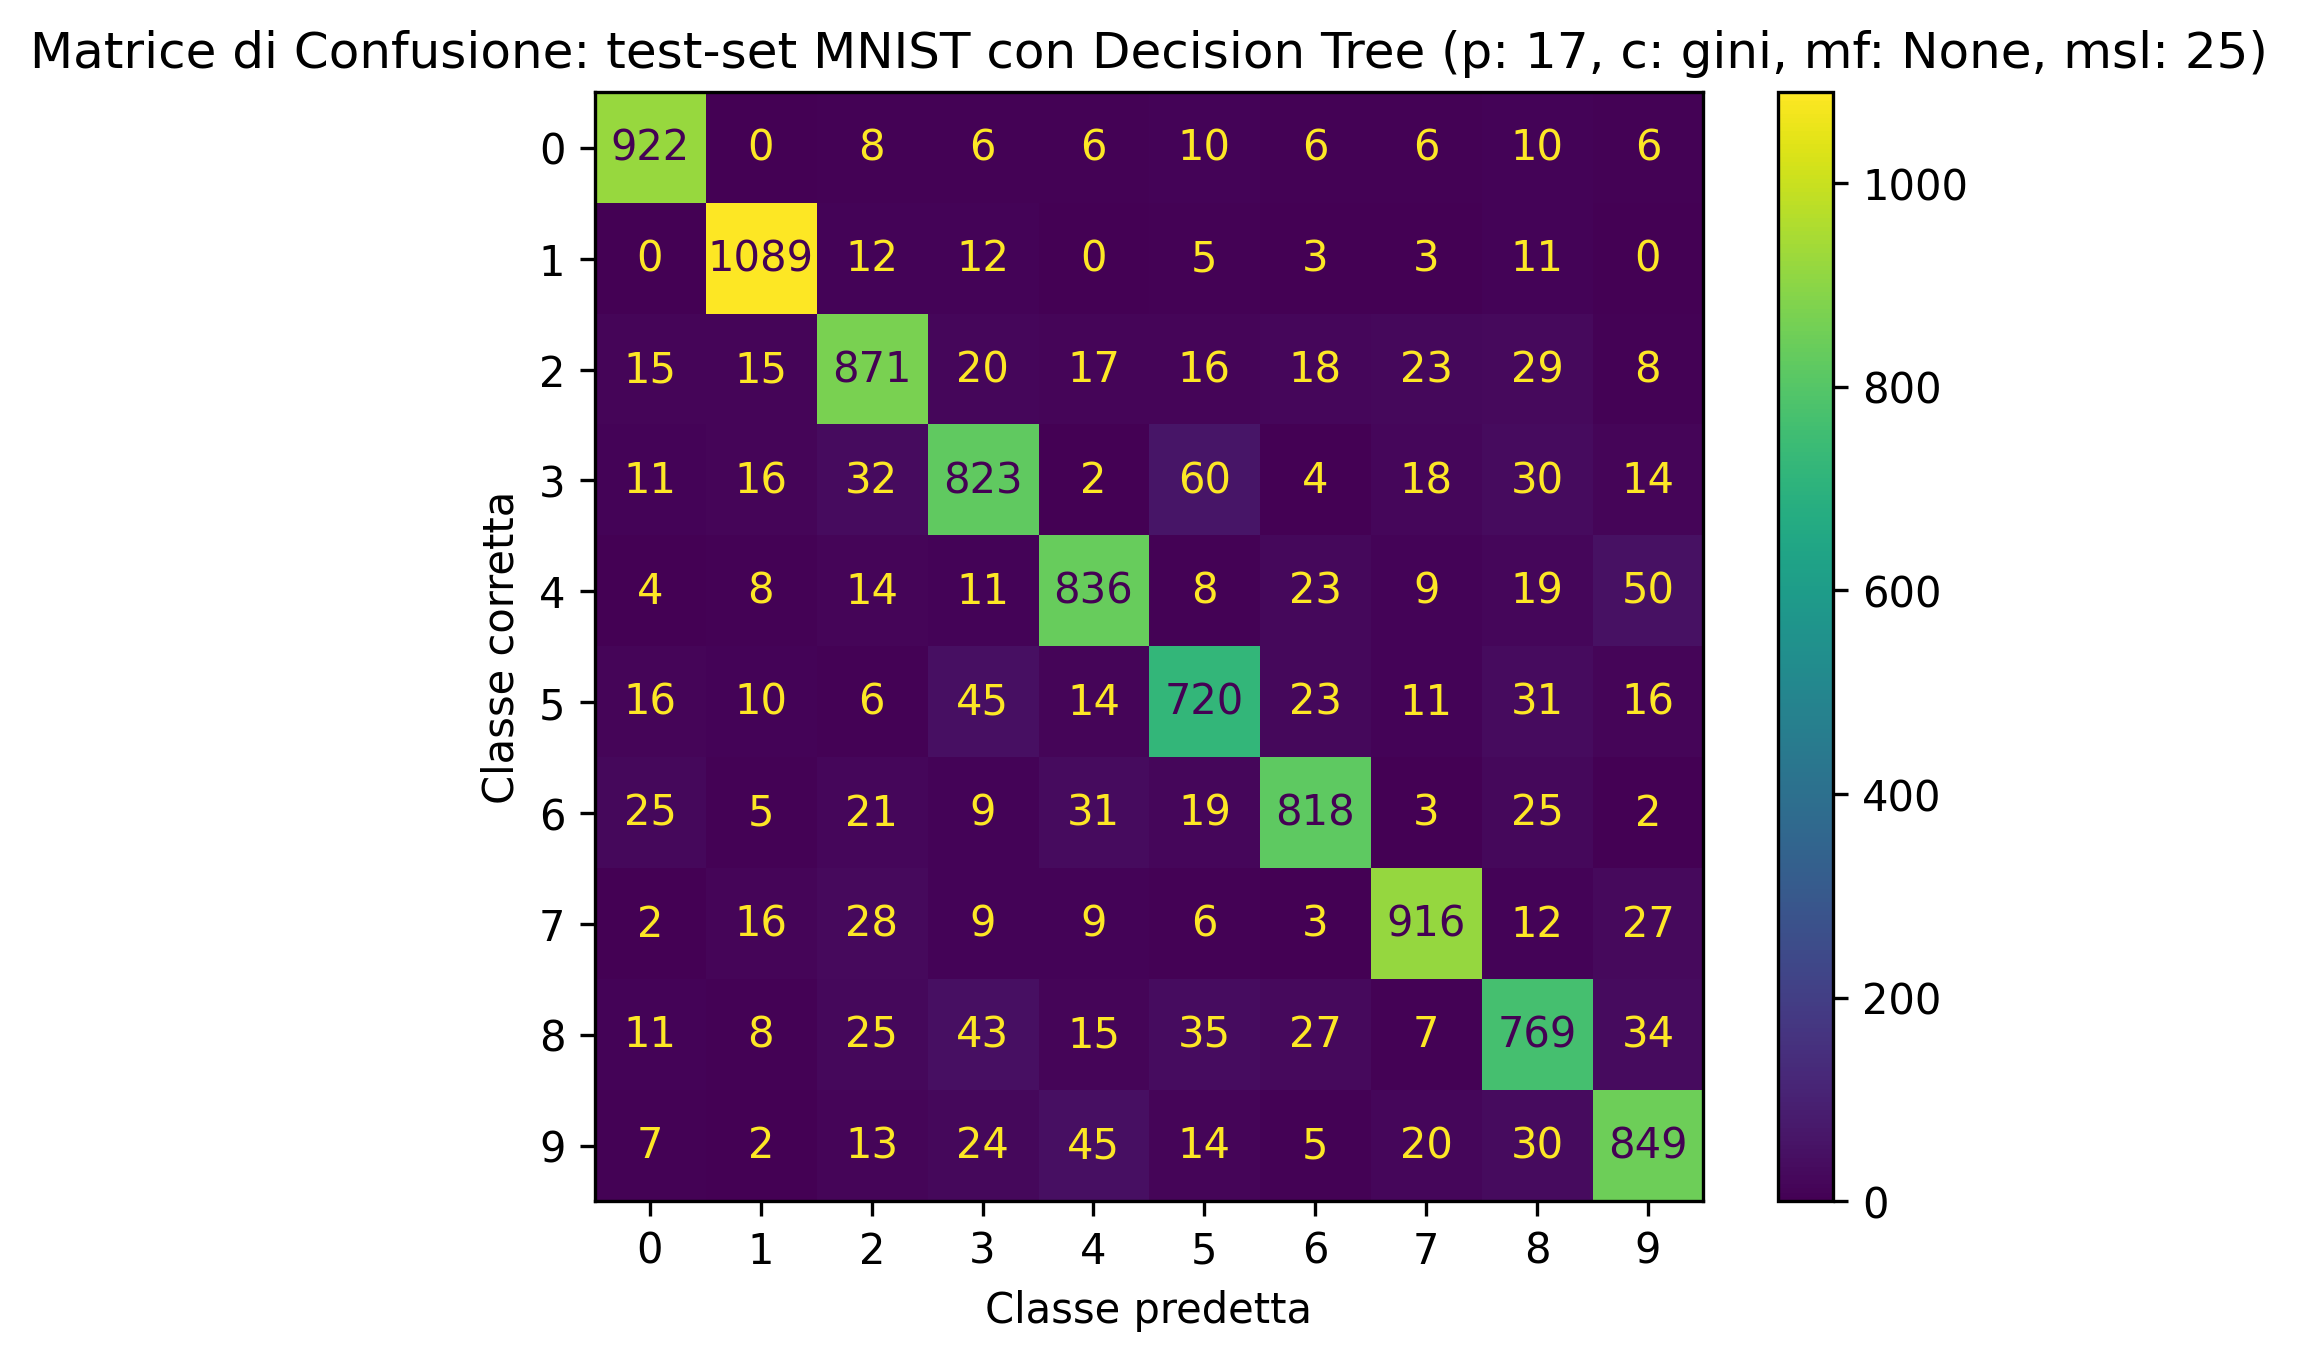 Matrice di Confusione: test-set MNIST con Decision Tree (p: 17, c: gini, mf: None, msl: 25)
0 922 0 8 6 6 10 6 6 10 6
1 0 1089 12 12 0 5 3 3 11 0
2 15 15 871 20 17 16 18 23 29 8
3 11 16 32 823 2 60 4 18 30 14
4 4 8 14 11 836 8 23 9 19 50
5 16 10 6 45 14 720 23 11 31 16
6 25 5 21 9 31 19 818 3 25 2
7 2 16 28 9 9 6 3 916 12 27
8 11 8 25 43 15 35 27 7 769 34
9 7 2 13 24 45 14 5 20 30 849
0 1 2 3 4 5 6 7 8 9
Classe predetta
Classe corretta
1000
800
600
400
200
0